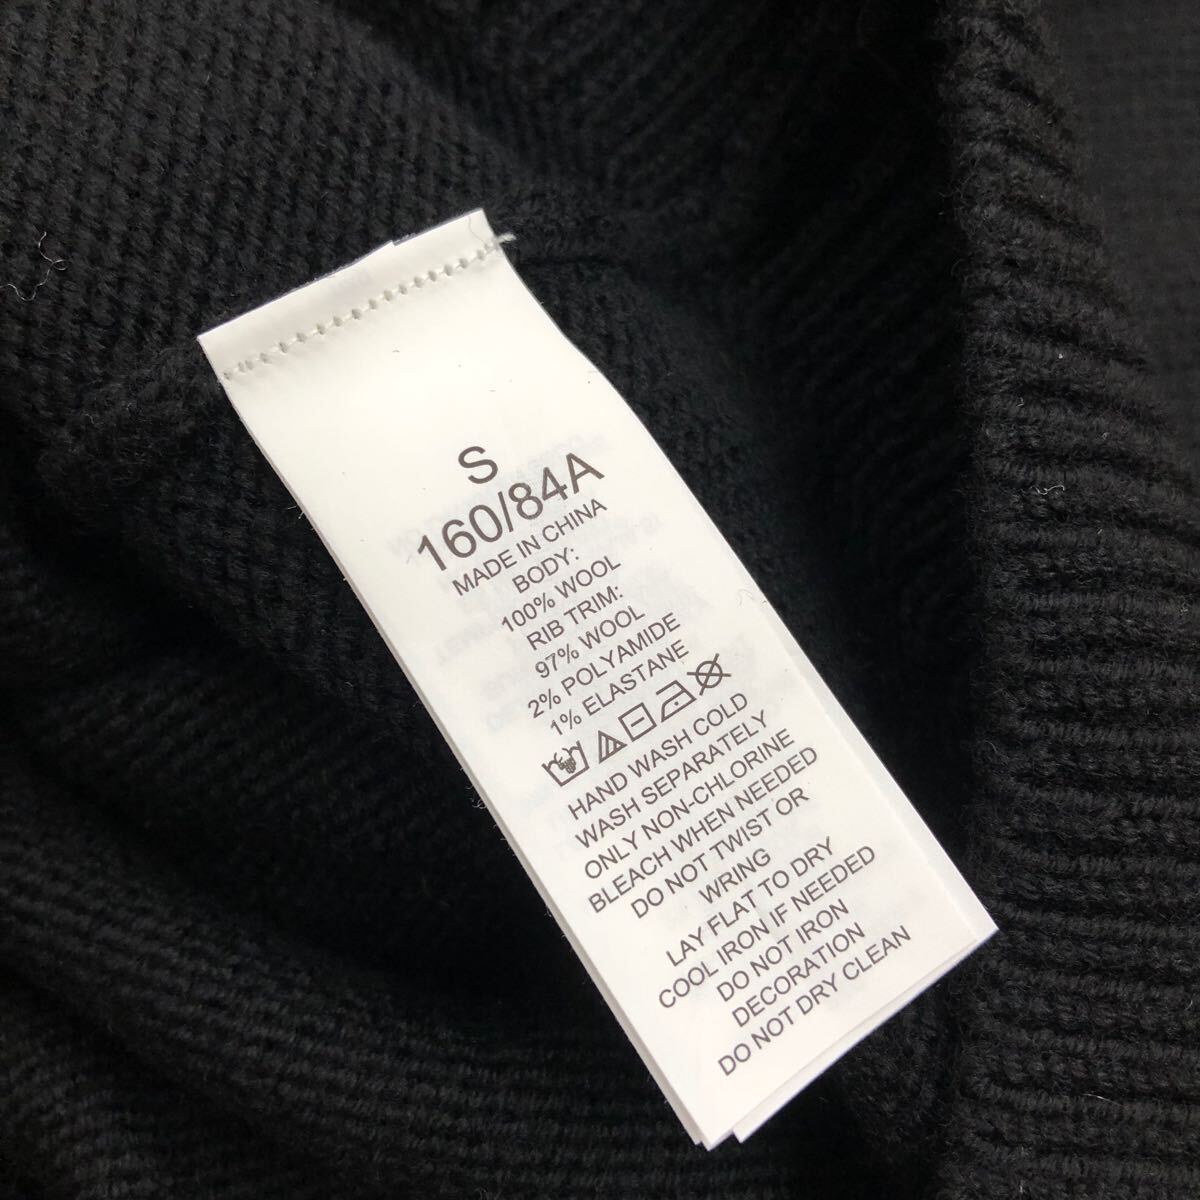 S
160/84A
MADE IN CHINA
BODY:
100% WOOL
RIB TRIM:
97% WOOL
2% POLYAMIDE
1% ELASTANE
HAND WASH COLD
WASH SEPARATELY
ONLY NON-CHLORINE
BLEACH WHEN NEEDED
DO NOT TWIST OR
WRING
LAY FLAT TO DRY
COOL IRON IF NEEDED
DO NOT IRON
DECORATION
DO NOT DRY CLEAN